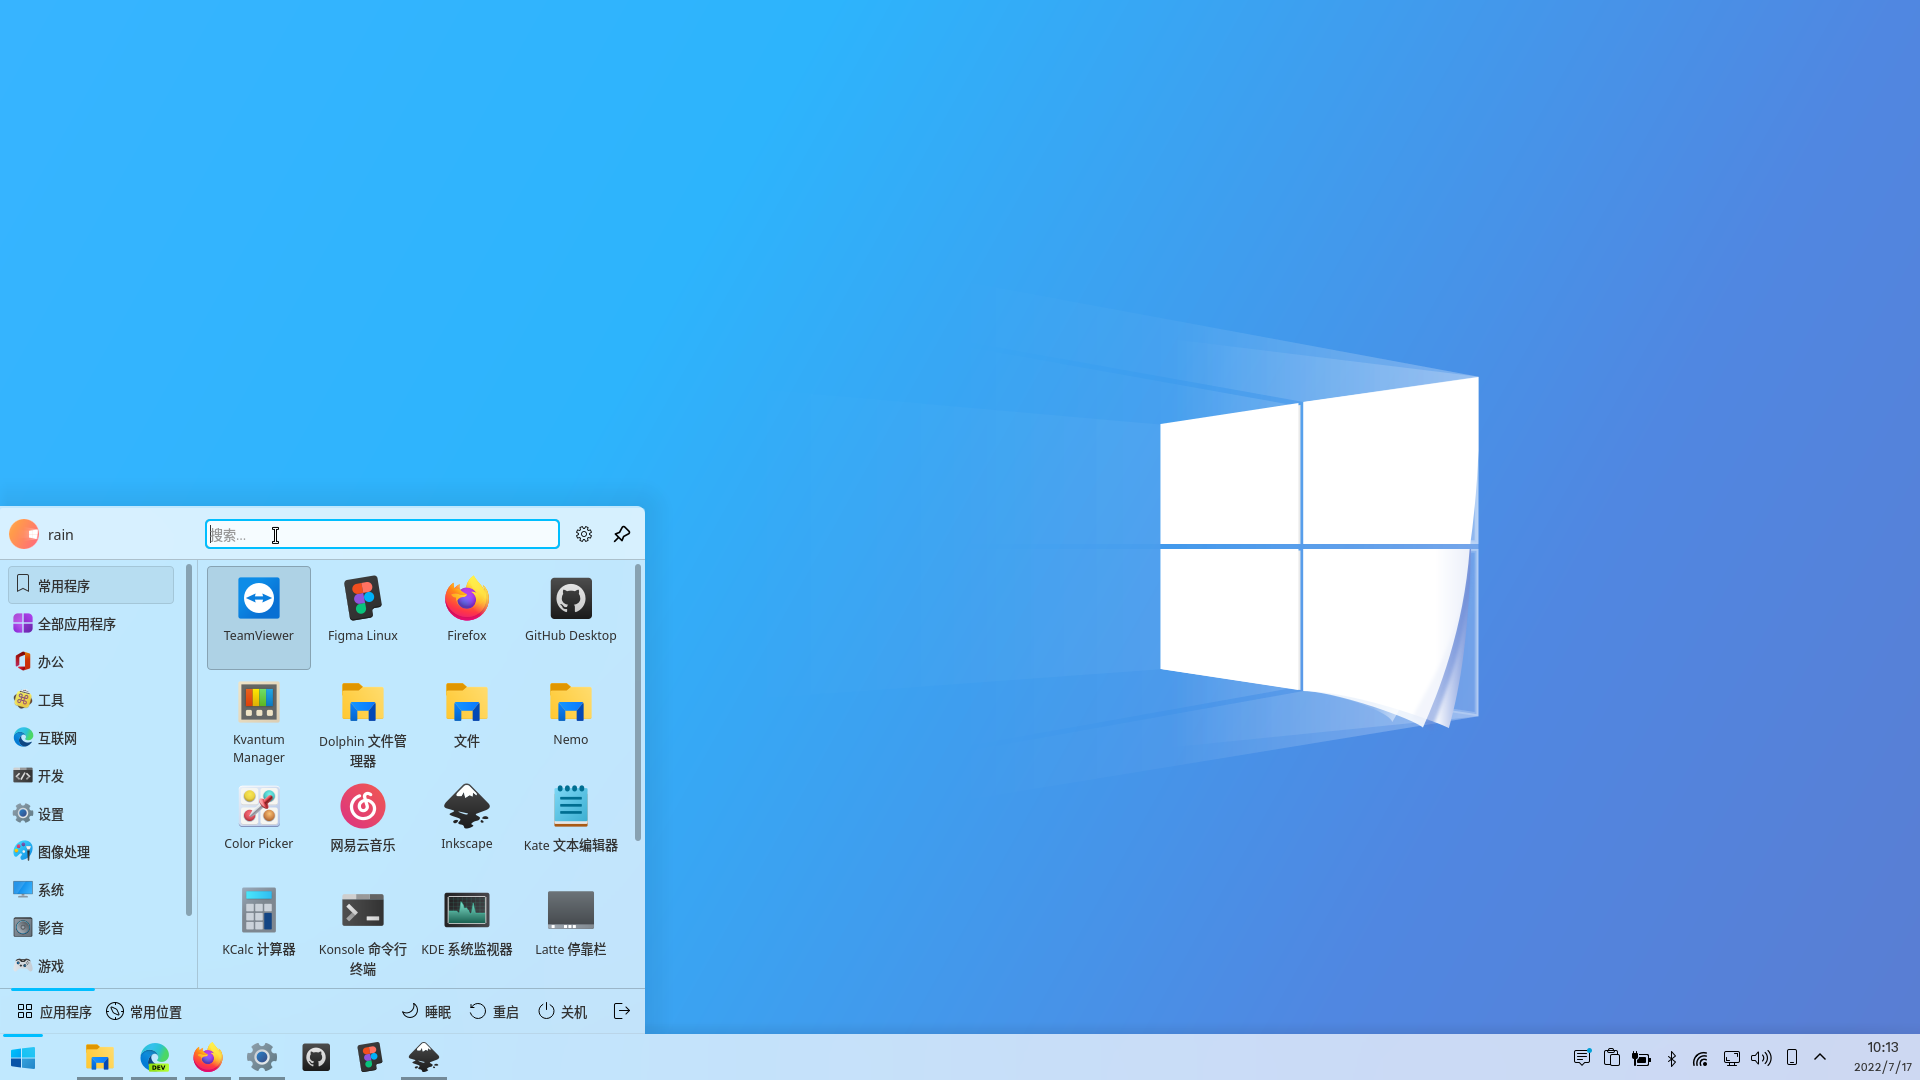 rain
搜索...
常用程序
全部应用程序
办公
工具
互联网
开发
设置
图像处理
系统
影音
游戏
TeamViewer
Figma Linux
Firefox
GitHub Desktop
Kvantum
Manager
Dolphin 文件管
理器
文件
Nemo
Color Picker
网易云音乐
Inkscape
Kate 文本编辑器
KCalc 计算器
Konsole 命令行
终端
KDE 系统监视器
Latte 停靠栏
应用程序
常用位置
睡眠
重启
关机
DEV
10:13
2022/7/17